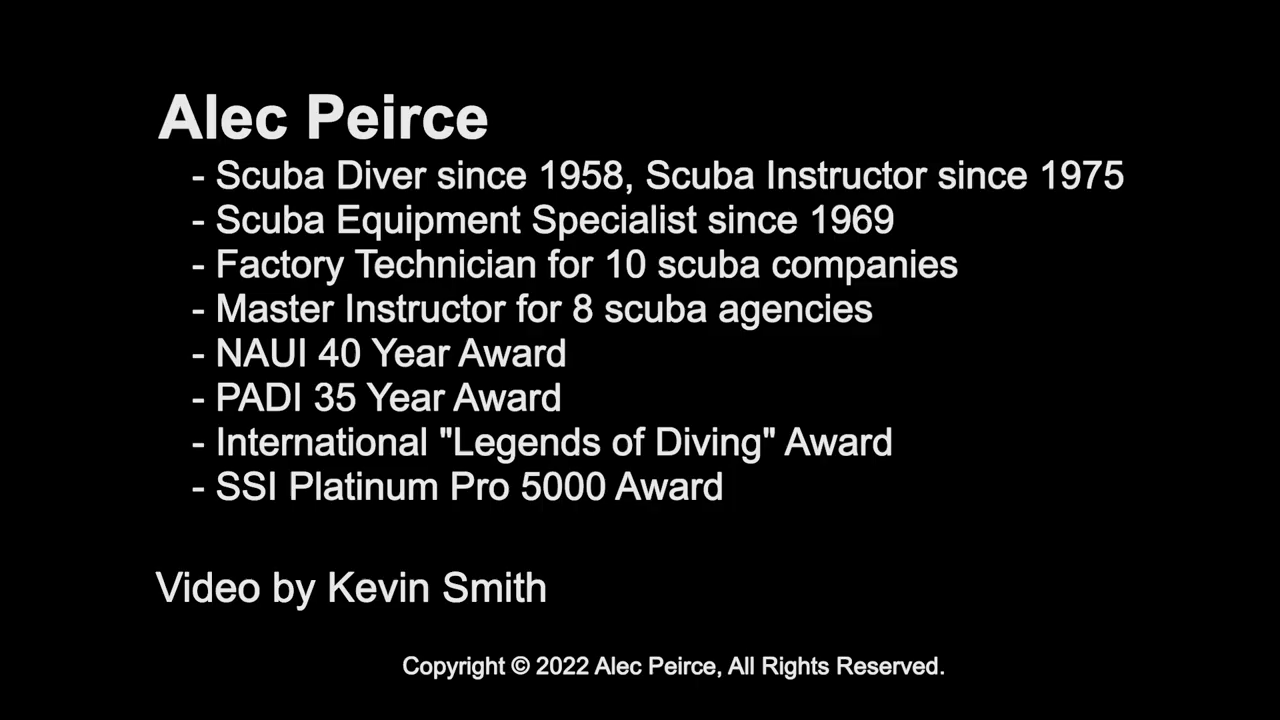 Alec Peirce
- Scuba Diver since 1958, Scuba Instructor since 1975
- Scuba Equipment Specialist since 1969
- Factory Technician for 10 scuba companies
- Master Instructor for 8 scuba agencies
- NAUI 40 Year Award
- PADI 35 Year Award
- International "Legends of Diving" Award
- SSI Platinum Pro 5000 Award
Video by Kevin Smith
Copyright © 2022 Alec Peirce, All Rights Reserved.